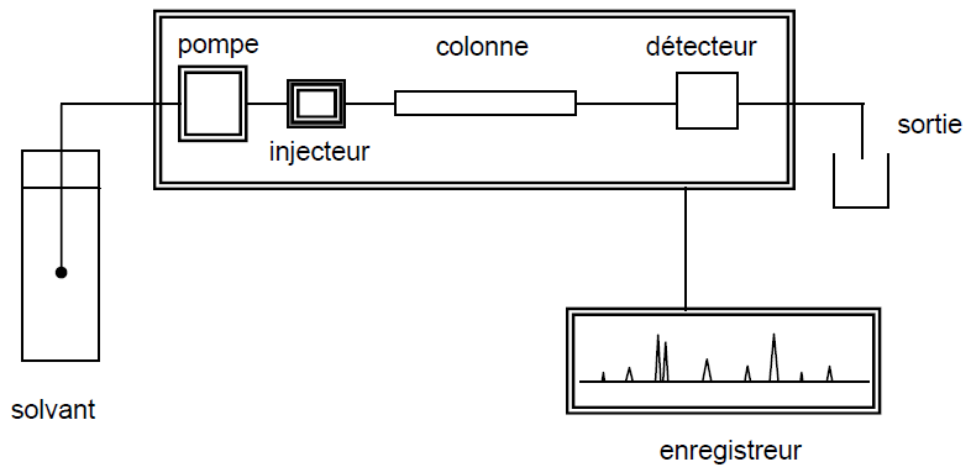 pompe
colonne
détecteur
injecteur
sortie
solvant
enregistreur